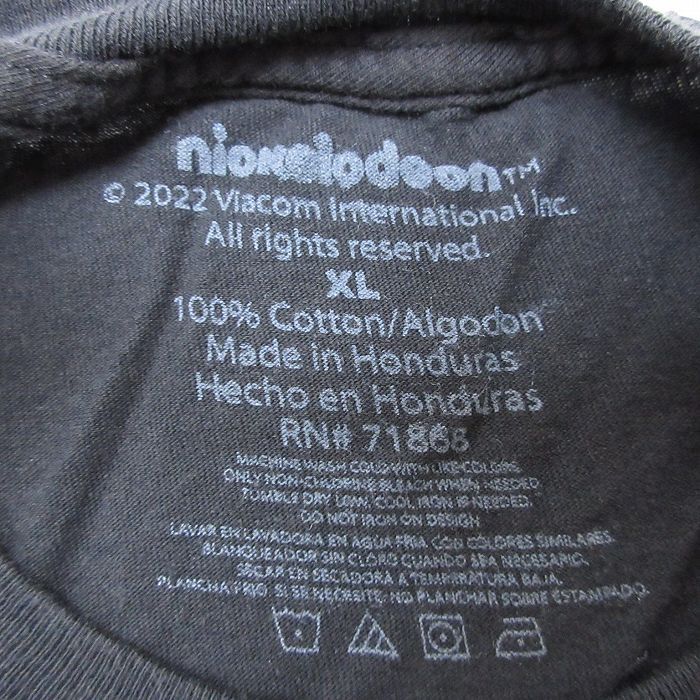 nickelodeon™
© 2022 Viacom International Inc.
All rights reserved.
XL
100% Cotton/Algodon
Made in Honduras
Hecho en Honduras
RN# 71868
MACHINE WASH COLD WITH LIKE COLORS.
ONLY NON-CHLORINE BLEACH WHEN NEEDED
TUMBLE DRY LOW, COOL IRON IS NEEDED.
DO NOT IRON ON DESIGN
LAVAR EN LAVADORA EN AGUA FRIA, CON COLORES SIMILARES.
BLANQUEADOR SIN CLORO CUANDO SEA NECESARIO.
SECAR EN SECADORA A TEMPERATURA BAJA.
PLANCHA FRIO. SI SE NECESITE. NO PLANCHAR SOBRE ESTAMPADO.